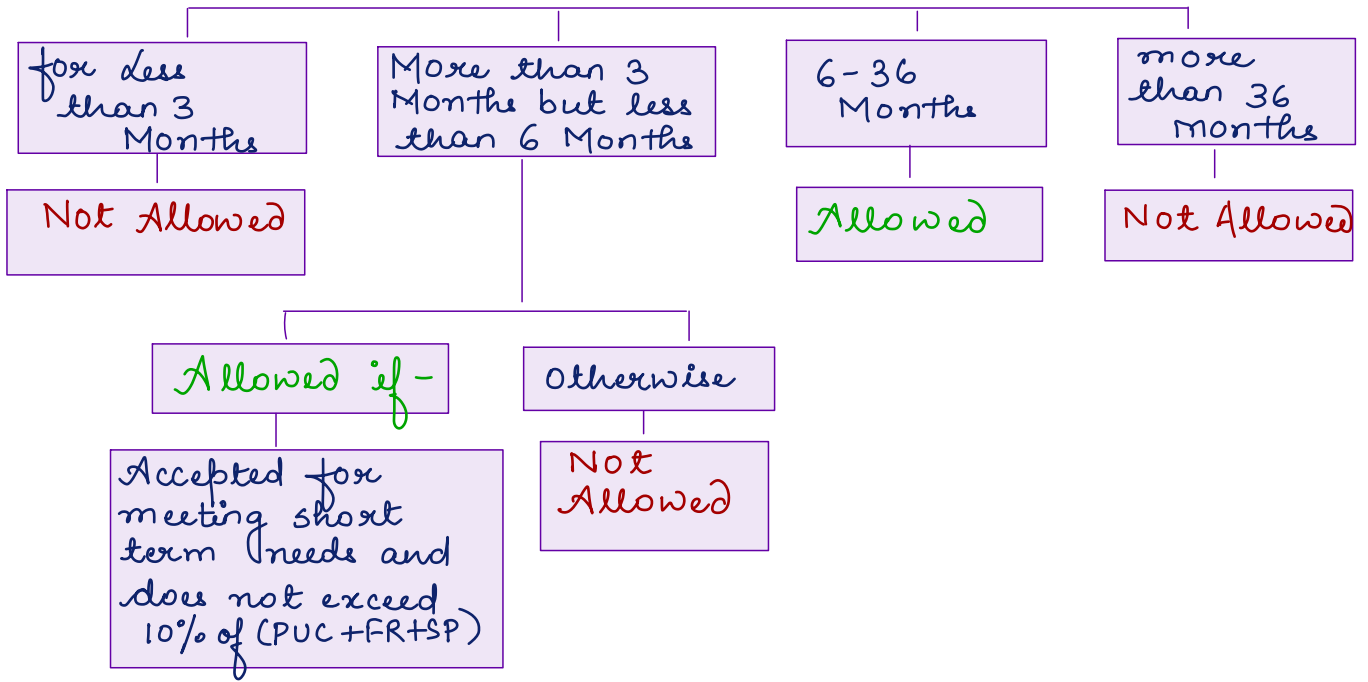 for Less
than 3
Months
More than 3
Months but less
than 6 Months
6-36
Months
more
than 36
months
Not Allowed
Allowed
Not Allowed
Allowed if -
Otherwise
Accepted for
meeting short
term needs and
does not exceed
10% of (PUC+FR+SP)
Not
Allowed